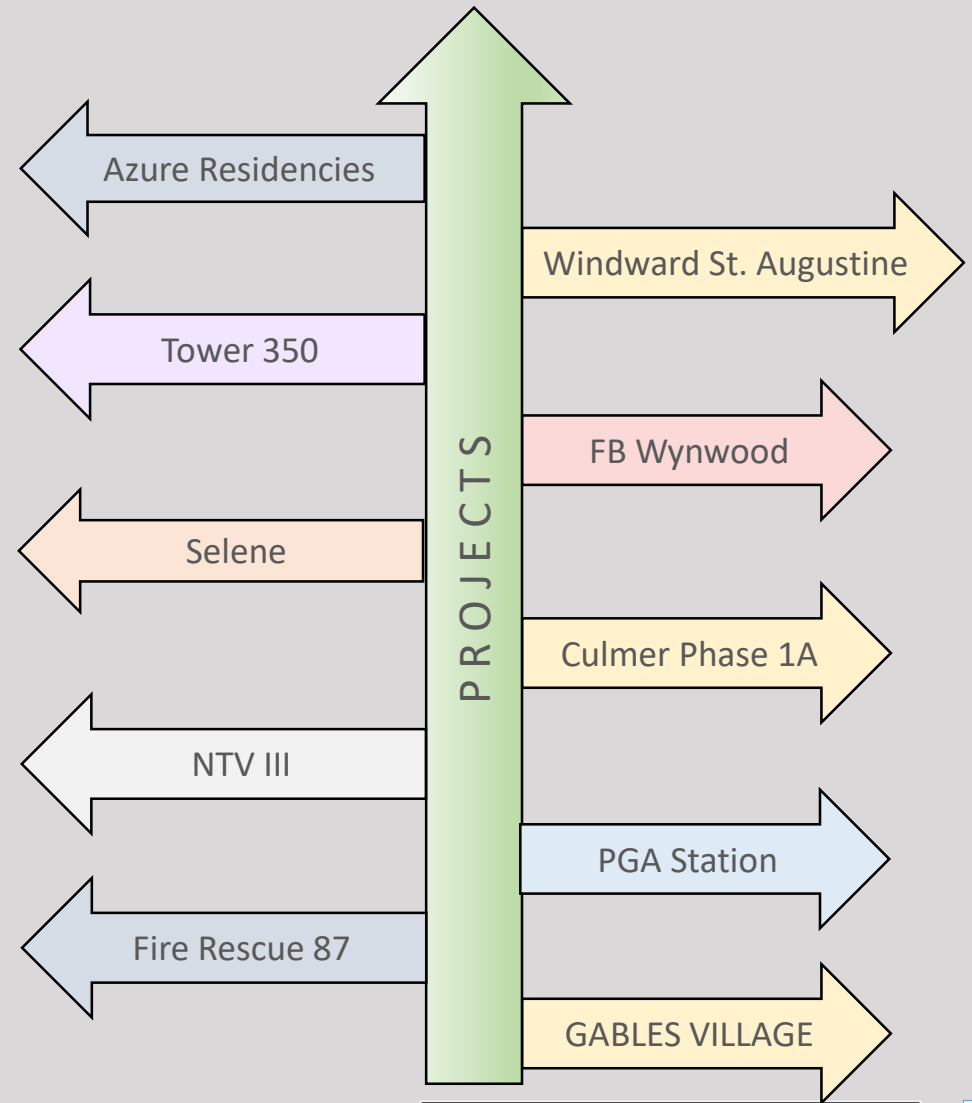 Azure Residencies
Windward St. Augustine
Tower 350
FB Wynwood
PROJECTS
Selene
Culmer Phase 1A
NTV III
PGA Station
Fire Rescue 87
GABLES VILLAGE